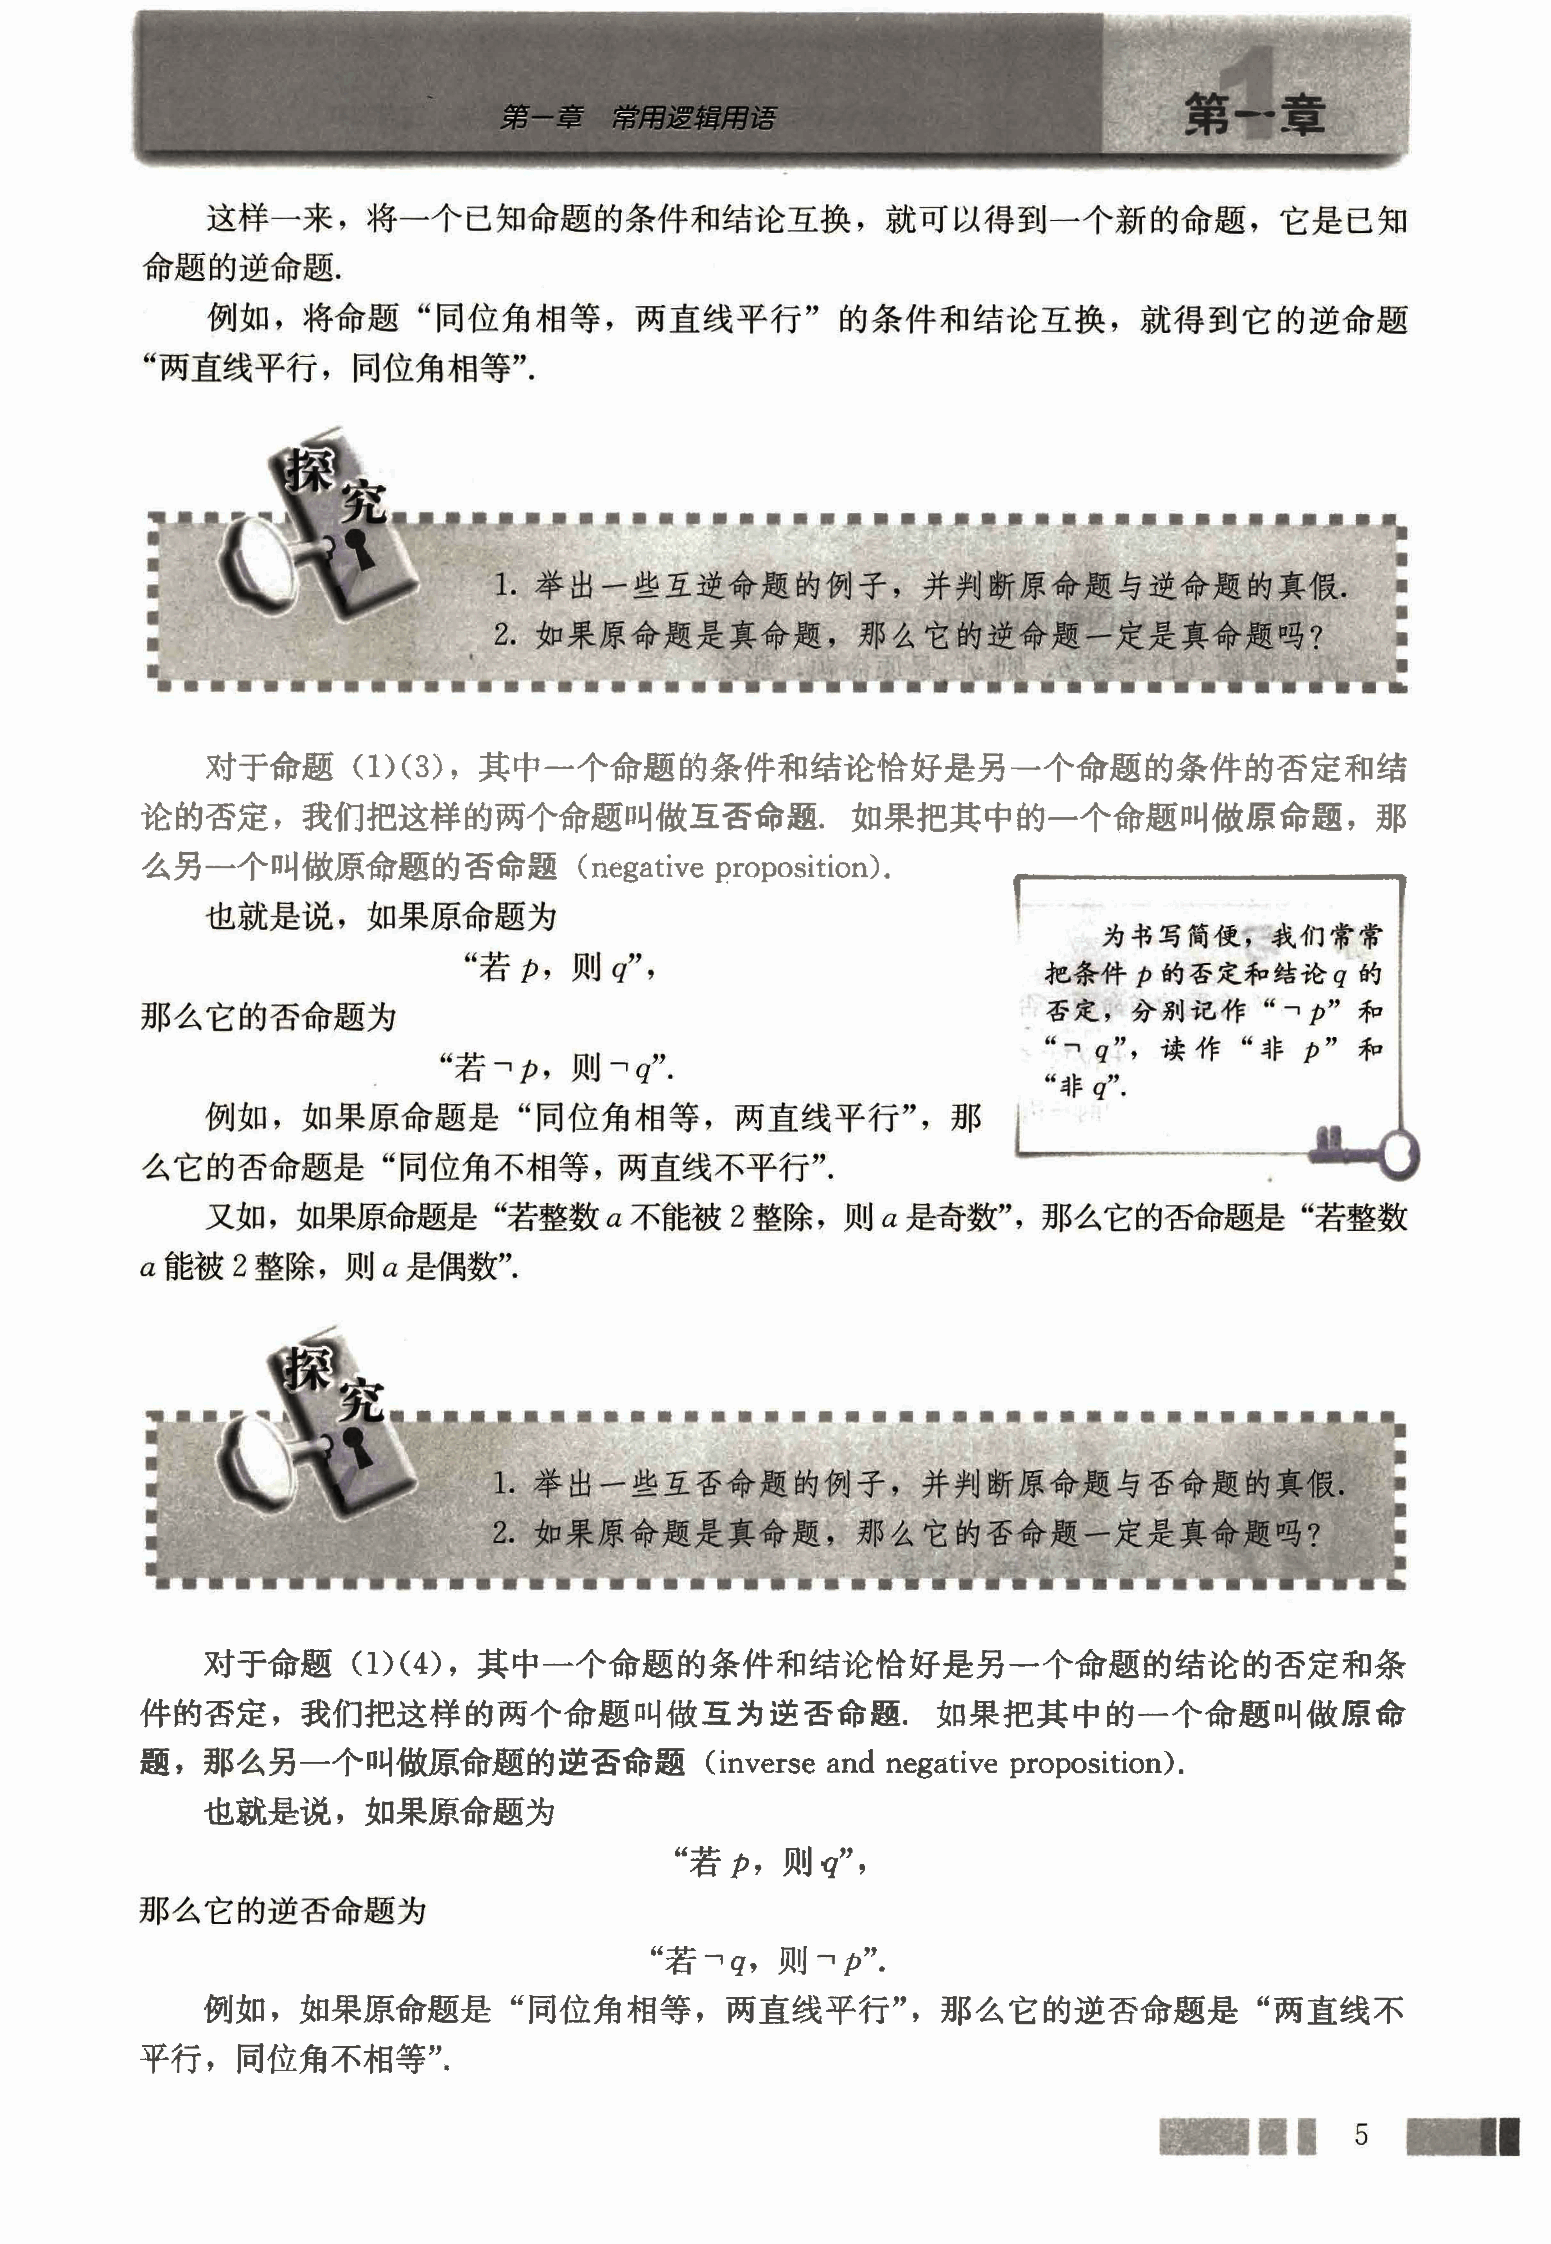 第一章 常用逻辑用语
第一章
这样一来，将一个已知命题的条件和结论互换，就可以得到一个新的命题，它是已知
命题的逆命题.
例如，将命题“同位角相等，两直线平行”的条件和结论互换，就得到它的逆命题
“两直线平行，同位角相等”.
探究
1. 举出一些互逆命题的例子，并判断原命题与逆命题的真假.
2. 如果原命题是真命题，那么它的逆命题一定是真命题吗？
对于命题（1）（3），其中一个命题的条件和结论恰好是另一个命题的条件的否定和结
论的否定，我们把这样的两个命题叫做互否命题. 如果把其中的一个命题叫做原命题，那
么另一个叫做原命题的否命题（negative proposition）.
也就是说，如果原命题为
“若 p，则 q”，
那么它的否命题为
“若﹁p，则﹁q”.
例如，如果原命题是“同位角相等，两直线平行”，那
么它的否命题是“同位角不相等，两直线不平行”.
为书写简便，我们常常
把条件 p 的否定和结论 q 的
否定，分别记作“﹁p”和
“﹁q”，读作“非 p”和
“非 q”.
又如，如果原命题是“若整数 a 不能被 2 整除，则 a 是奇数”，那么它的否命题是“若整数
a 能被 2 整除，则 a 是偶数”.
探究
1. 举出一些互否命题的例子，并判断原命题与否命题的真假.
2. 如果原命题是真命题，那么它的否命题一定是真命题吗？
对于命题（1）（4），其中一个命题的条件和结论恰好是另一个命题的结论的否定和条
件的否定，我们把这样的两个命题叫做互为逆否命题. 如果把其中的一个命题叫做原命
题，那么另一个叫做原命题的逆否命题（inverse and negative proposition）.
也就是说，如果原命题为
“若 p，则 q”，
那么它的逆否命题为
“若﹁q，则﹁p”.
例如，如果原命题是“同位角相等，两直线平行”，那么它的逆否命题是“两直线不
平行，同位角不相等”.
5